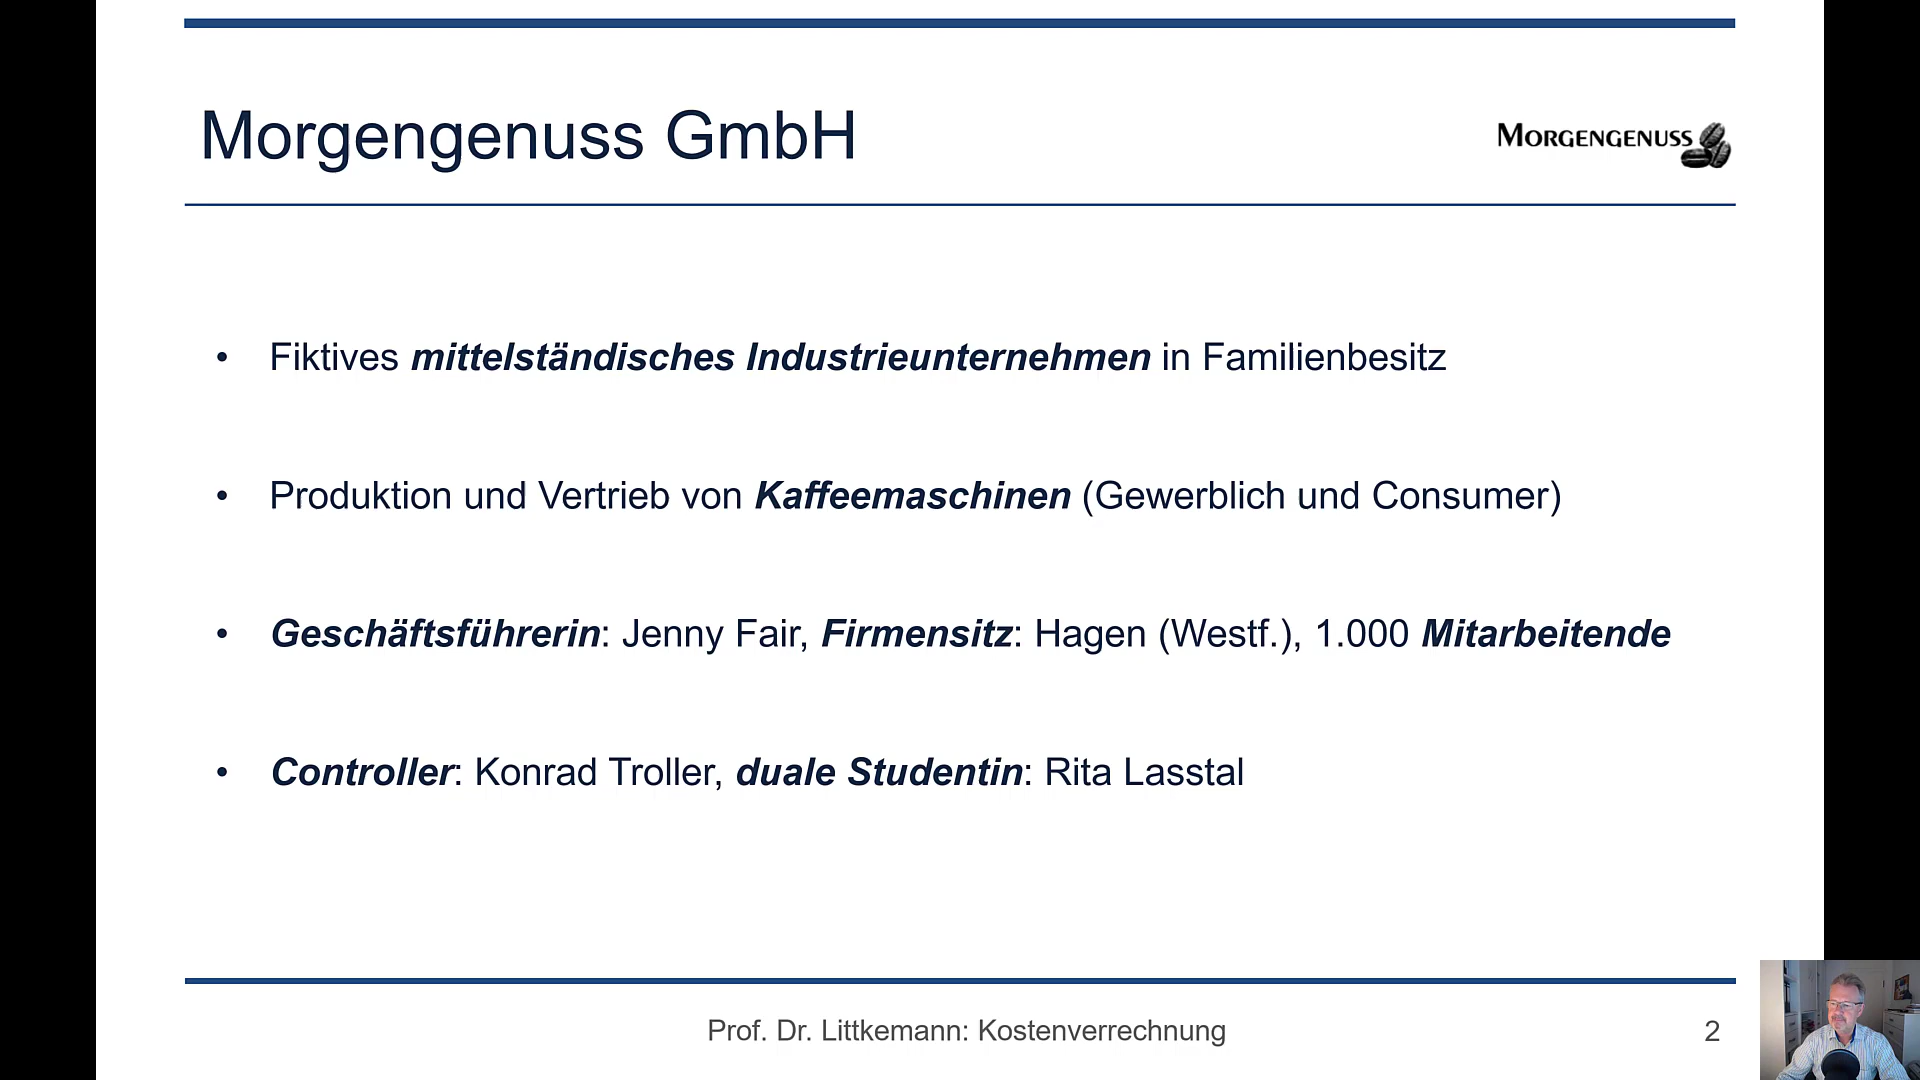 Morgengenuss GmbH
MORGENGENUSS
• Fiktives mittelständisches Industrieunternehmen in Familienbesitz
• Produktion und Vertrieb von Kaffeemaschinen (Gewerblich und Consumer)
• Geschäftsführerin: Jenny Fair, Firmensitz: Hagen (Westf.), 1.000 Mitarbeitende
• Controller: Konrad Troller, duale Studentin: Rita Lasstal
Prof. Dr. Littkemann: Kostenverrechnung
2